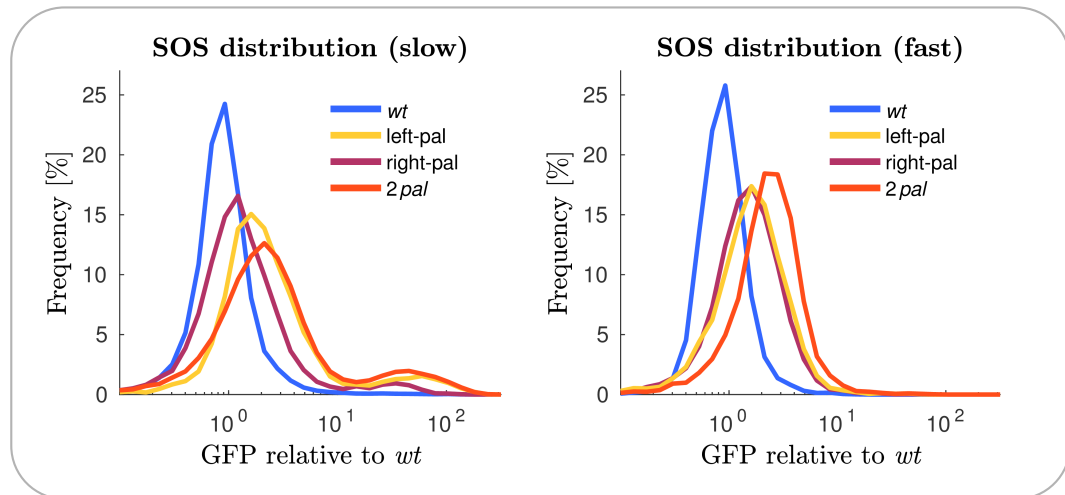 SOS distribution (slow)
25
20
15
10
5
0
Frequency [%]
wt
left-pal
right-pal
2 pal
10^0
10^1
10^2
GFP relative to wt
SOS distribution (fast)
25
20
15
10
5
0
Frequency [%]
wt
left-pal
right-pal
2 pal
10^0
10^1
10^2
GFP relative to wt